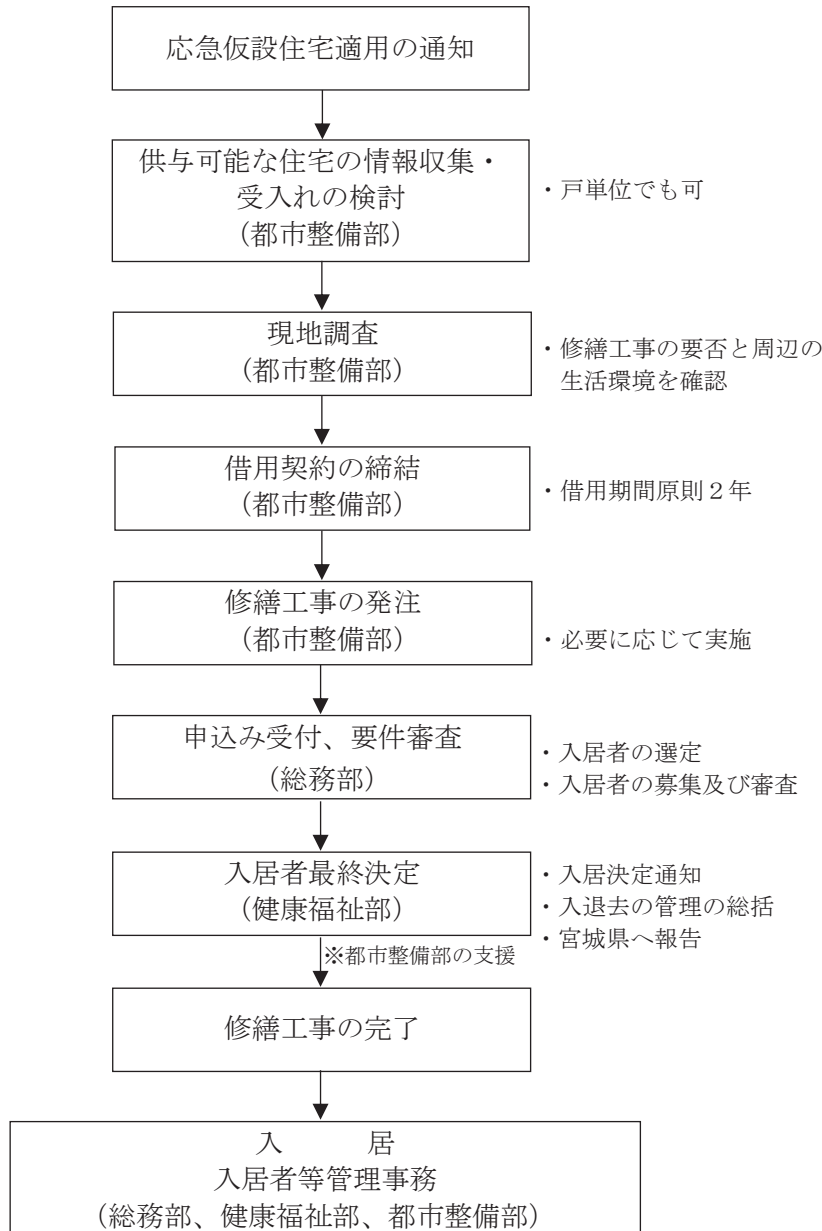 応急仮設住宅適用の通知
供与可能な住宅の情報収集・
受入れの検討
（都市整備部）
・戸単位でも可
現地調査
（都市整備部）
・修繕工事の要否と周辺の
生活環境を確認
借用契約の締結
（都市整備部）
・借用期間原則２年
修繕工事の発注
（都市整備部）
・必要に応じて実施
申込み受付、要件審査
（総務部）
・入居者の選定
・入居者の募集及び審査
入居者最終決定
（健康福祉部）
・入居決定通知
・入退去の管理の総括
・宮城県へ報告
※都市整備部の支援
修繕工事の完了
入　　居
入居者等管理事務
（総務部、健康福祉部、都市整備部）